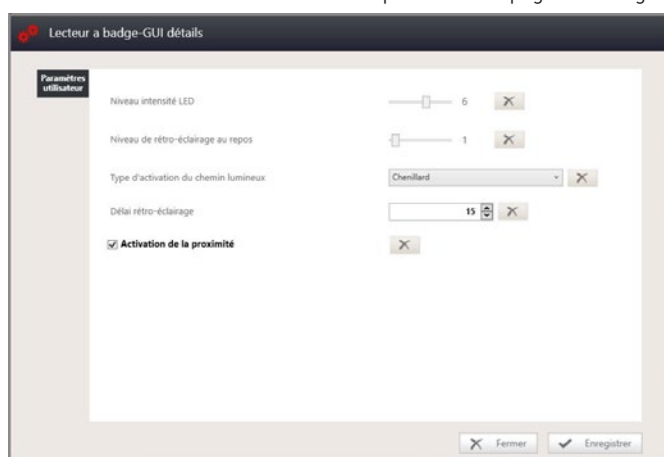 Lecteur a badge-GUI détails
Paramètres
utilisateur
Niveau intensité LED 6
Niveau de rétro-éclairage au repos 1
Type d'activation du chemin lumineux Chenillard
Délai rétro-éclairage 15
Activation de la proximité
Fermer Enregistrer